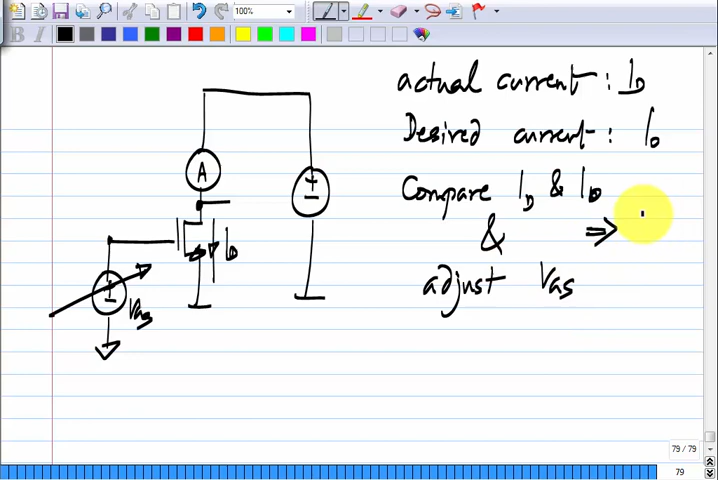 100%
B I
actual current : ID
Desired current : I0
Compare ID & I0
& ⇒
adjust VGS
A
+
−
ID
+
−
VGS
79 / 79
79